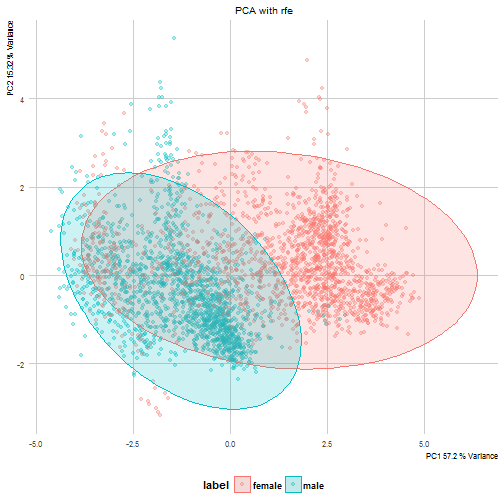 PCA with rfe
PC2 15.32 % Variance
4
2
0
-2
-5.0
-2.5
0.0
2.5
5.0
PC1 57.2 % Variance
label
female
male